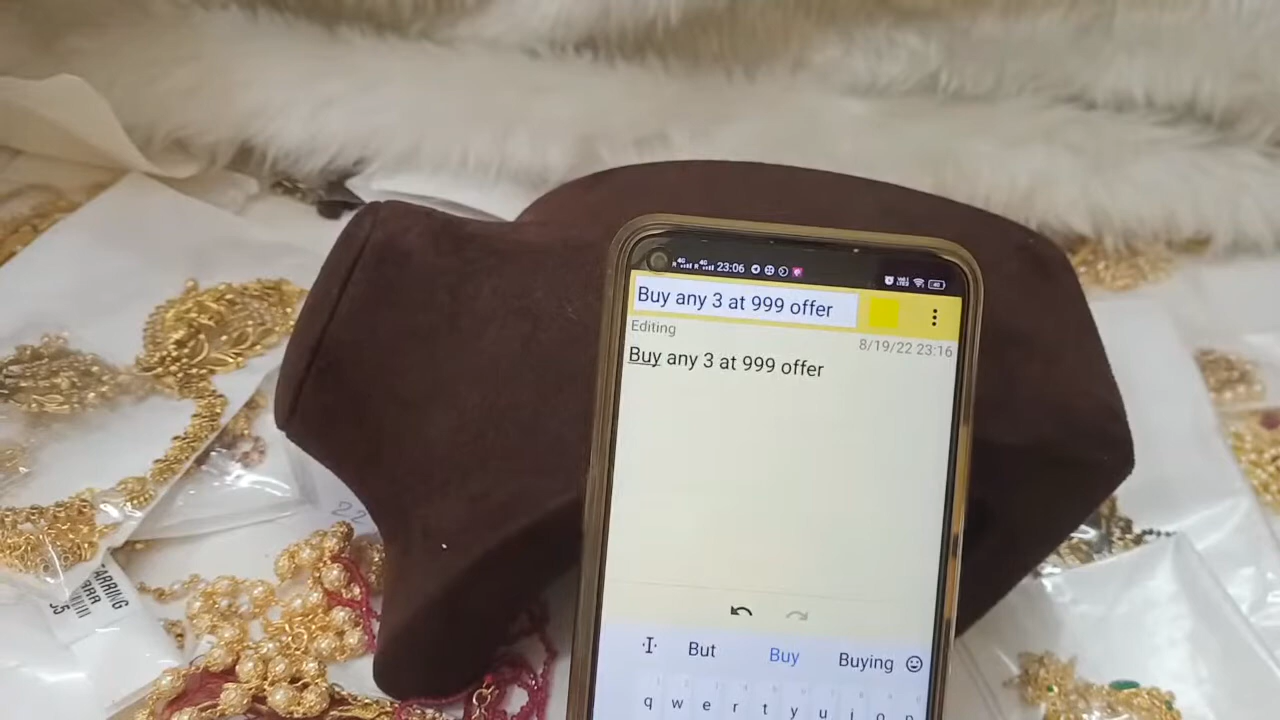 23:06
Buy any 3 at 999 offer
Editing
8/19/22 23:16
Buy any 3 at 999 offer
But Buy Buying
q w e r t y u i o p
22